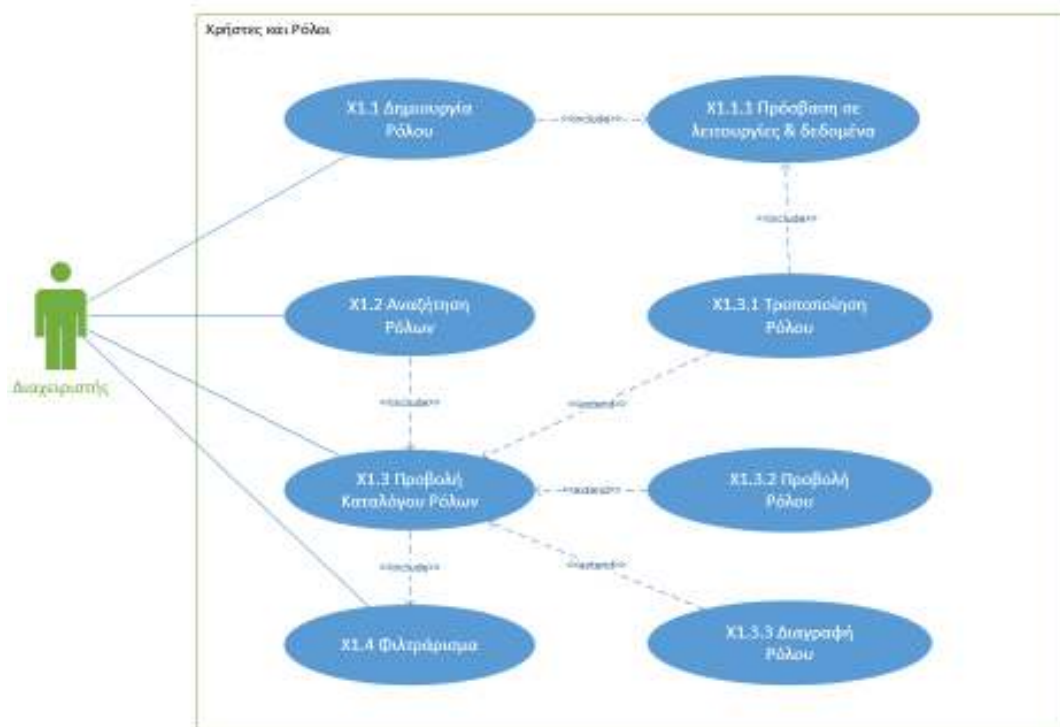 Χρήστες και Ρόλοι
Χ1.1 Δημιουργία
Ρόλου
<<include>>
Χ1.1.1 Πρόσβαση σε
λειτουργίες & δεδομένα
<<include>>
Χ1.2 Αναζήτηση
Ρόλων
Χ1.3.1 Τροποποίηση
Ρόλου
Διαχειριστής
<<include>>
<<extend>>
Χ1.3 Προβολή
Καταλόγου Ρόλων
<<extend>>
Χ1.3.2 Προβολή
Ρόλου
<<include>>
<<extend>>
Χ1.4 Φιλτράρισμα
Χ1.3.3 Διαγραφή
Ρόλου